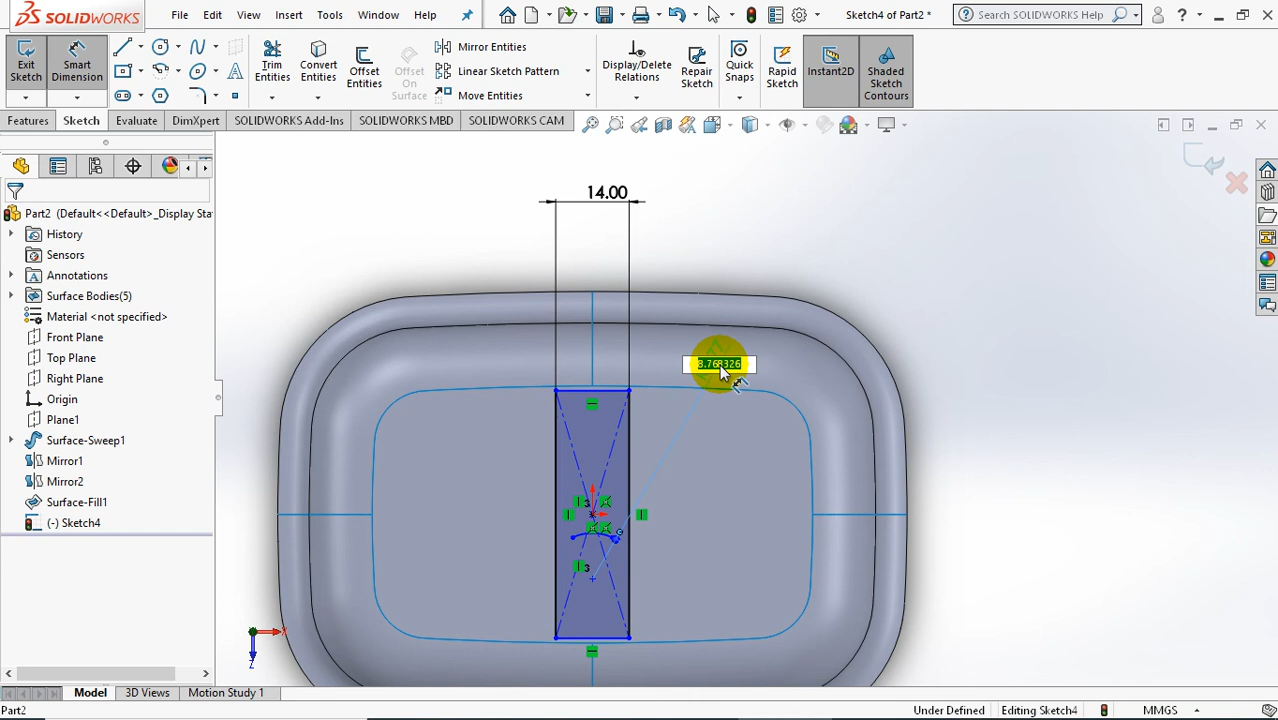 SOLIDWORKS File Edit View Insert Tools Window Help Sketch4 of Part2 * Search SOLIDWORKS Help ?
Exit Sketch Smart Dimension A Trim Entities Convert Entities Offset Entities Offset On Surface Mirror Entities Linear Sketch Pattern Move Entities Display/Delete Relations Repair Sketch Quick Snaps Rapid Sketch Instant2D Shaded Sketch Contours
Features Sketch Evaluate DimXpert SOLIDWORKS Add-Ins SOLIDWORKS MBD SOLIDWORKS CAM
14.00
Part2 (Default<<Default>_Display Sta
History
Sensors
Annotations
Surface Bodies(5)
Material <not specified>
Front Plane
Top Plane
Right Plane
Origin
Plane1
Surface-Sweep1
Mirror1
Mirror2
Surface-Fill1
(-) Sketch4
8.768326
3
3
X
Z
Model 3D Views Motion Study 1
Part2 Under Defined Editing Sketch4 MMGS